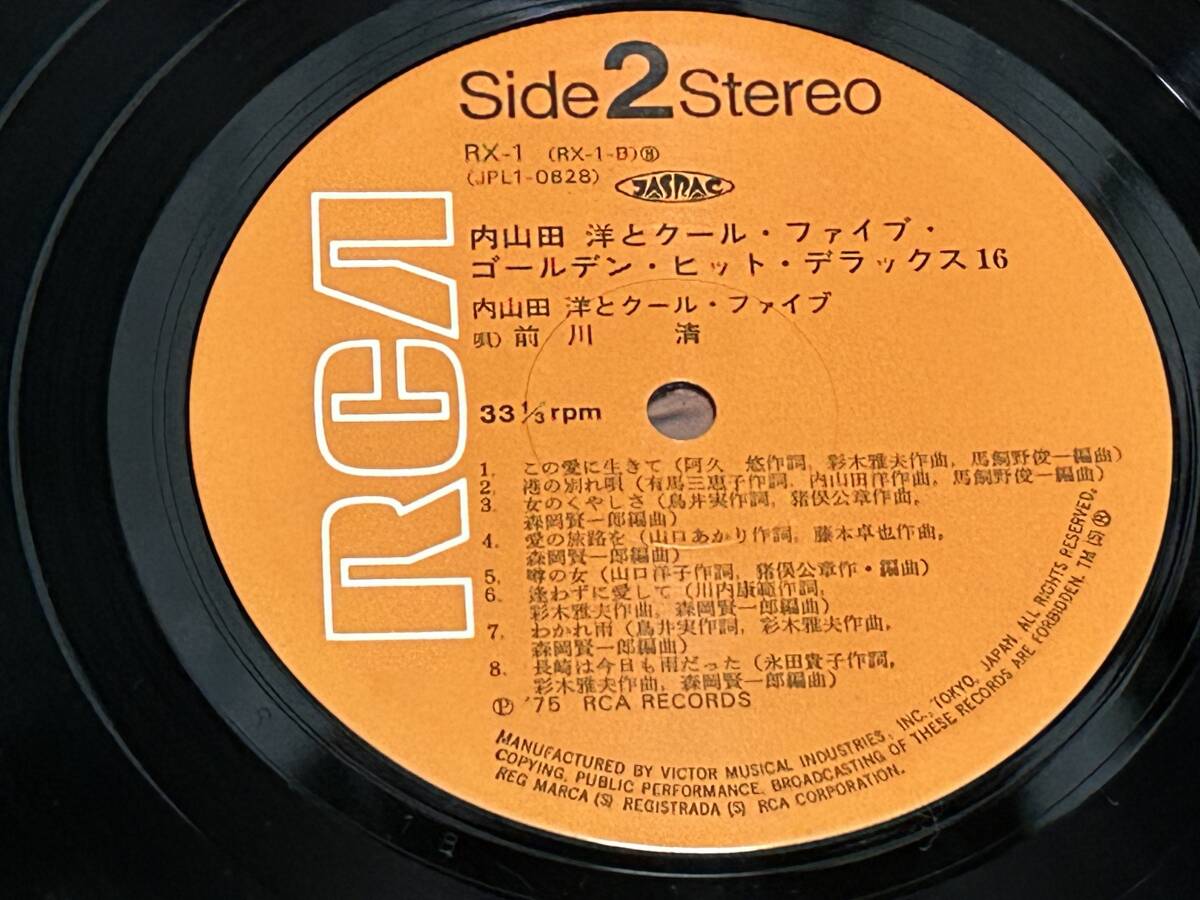 Side 2 Stereo
RX-1 (RX-1-B)Ⓗ
(JPL1-0828) JASRAC
内山田 洋とクール・ファイブ・
ゴールデン・ヒット・デラックス16
内山田 洋とクール・ファイブ
唄)前川 清
RCA
33 1/3 rpm
1. この愛に生きて (阿久 悠作詞, 彩木雅夫作曲, 馬飼野俊一編曲)
2. 港の別れ唄 (有馬三恵子作詞, 内山田洋作曲, 馬飼野俊一編曲)
3. 女のくやしさ (鳥井実作詞, 猪俣公章作曲,
森岡賢一郎編曲)
4. 愛の旅路を (山口あかり作詞, 藤本卓也作曲,
森岡賢一郎編曲)
5. 噂の女 (山口洋子作詞, 猪俣公章作・編曲)
6. 逢わずに愛して (川内康範作詞,
彩木雅夫作曲, 森岡賢一郎編曲)
7. わかれ雨 (鳥井実作詞, 彩木雅夫作曲,
森岡賢一郎編曲)
8. 長崎は今日も雨だった (永田貴子作詞,
彩木雅夫作曲, 森岡賢一郎編曲)
Ⓟ '75 RCA RECORDS
MANUFACTURED BY VICTOR MUSICAL INDUSTRIES, INC., TOKYO, JAPAN. ALL RIGHTS RESERVED.
COPYING, PUBLIC PERFORMANCE, BROADCASTING OF THESE RECORDS ARE FORBIDDEN. TM (S) Ⓡ
REG MARCA (S) REGISTRADA (S) RCA CORPORATION.